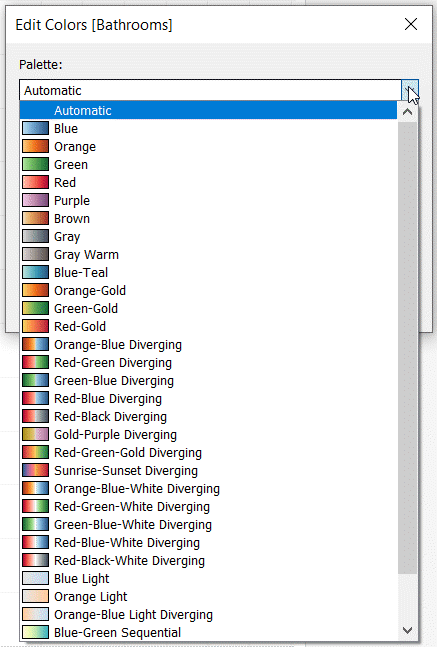 Edit Colors [Bathrooms]
Palette:
Automatic
Automatic
Blue
Orange
Green
Red
Purple
Brown
Gray
Gray Warm
Blue-Teal
Orange-Gold
Green-Gold
Red-Gold
Orange-Blue Diverging
Red-Green Diverging
Green-Blue Diverging
Red-Blue Diverging
Red-Black Diverging
Gold-Purple Diverging
Red-Green-Gold Diverging
Sunrise-Sunset Diverging
Orange-Blue-White Diverging
Red-Green-White Diverging
Green-Blue-White Diverging
Red-Blue-White Diverging
Red-Black-White Diverging
Blue Light
Orange Light
Orange-Blue Light Diverging
Blue-Green Sequential